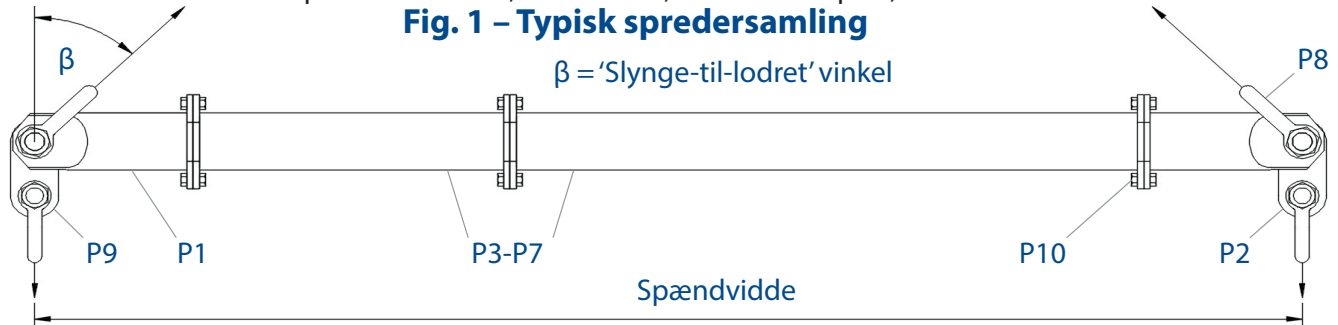 Fig. 1 – Typisk spredersamling
β
β = ‘Slynge-til-lodret’ vinkel
P8
P9
P1
P3-P7
P10
P2
Spændvidde